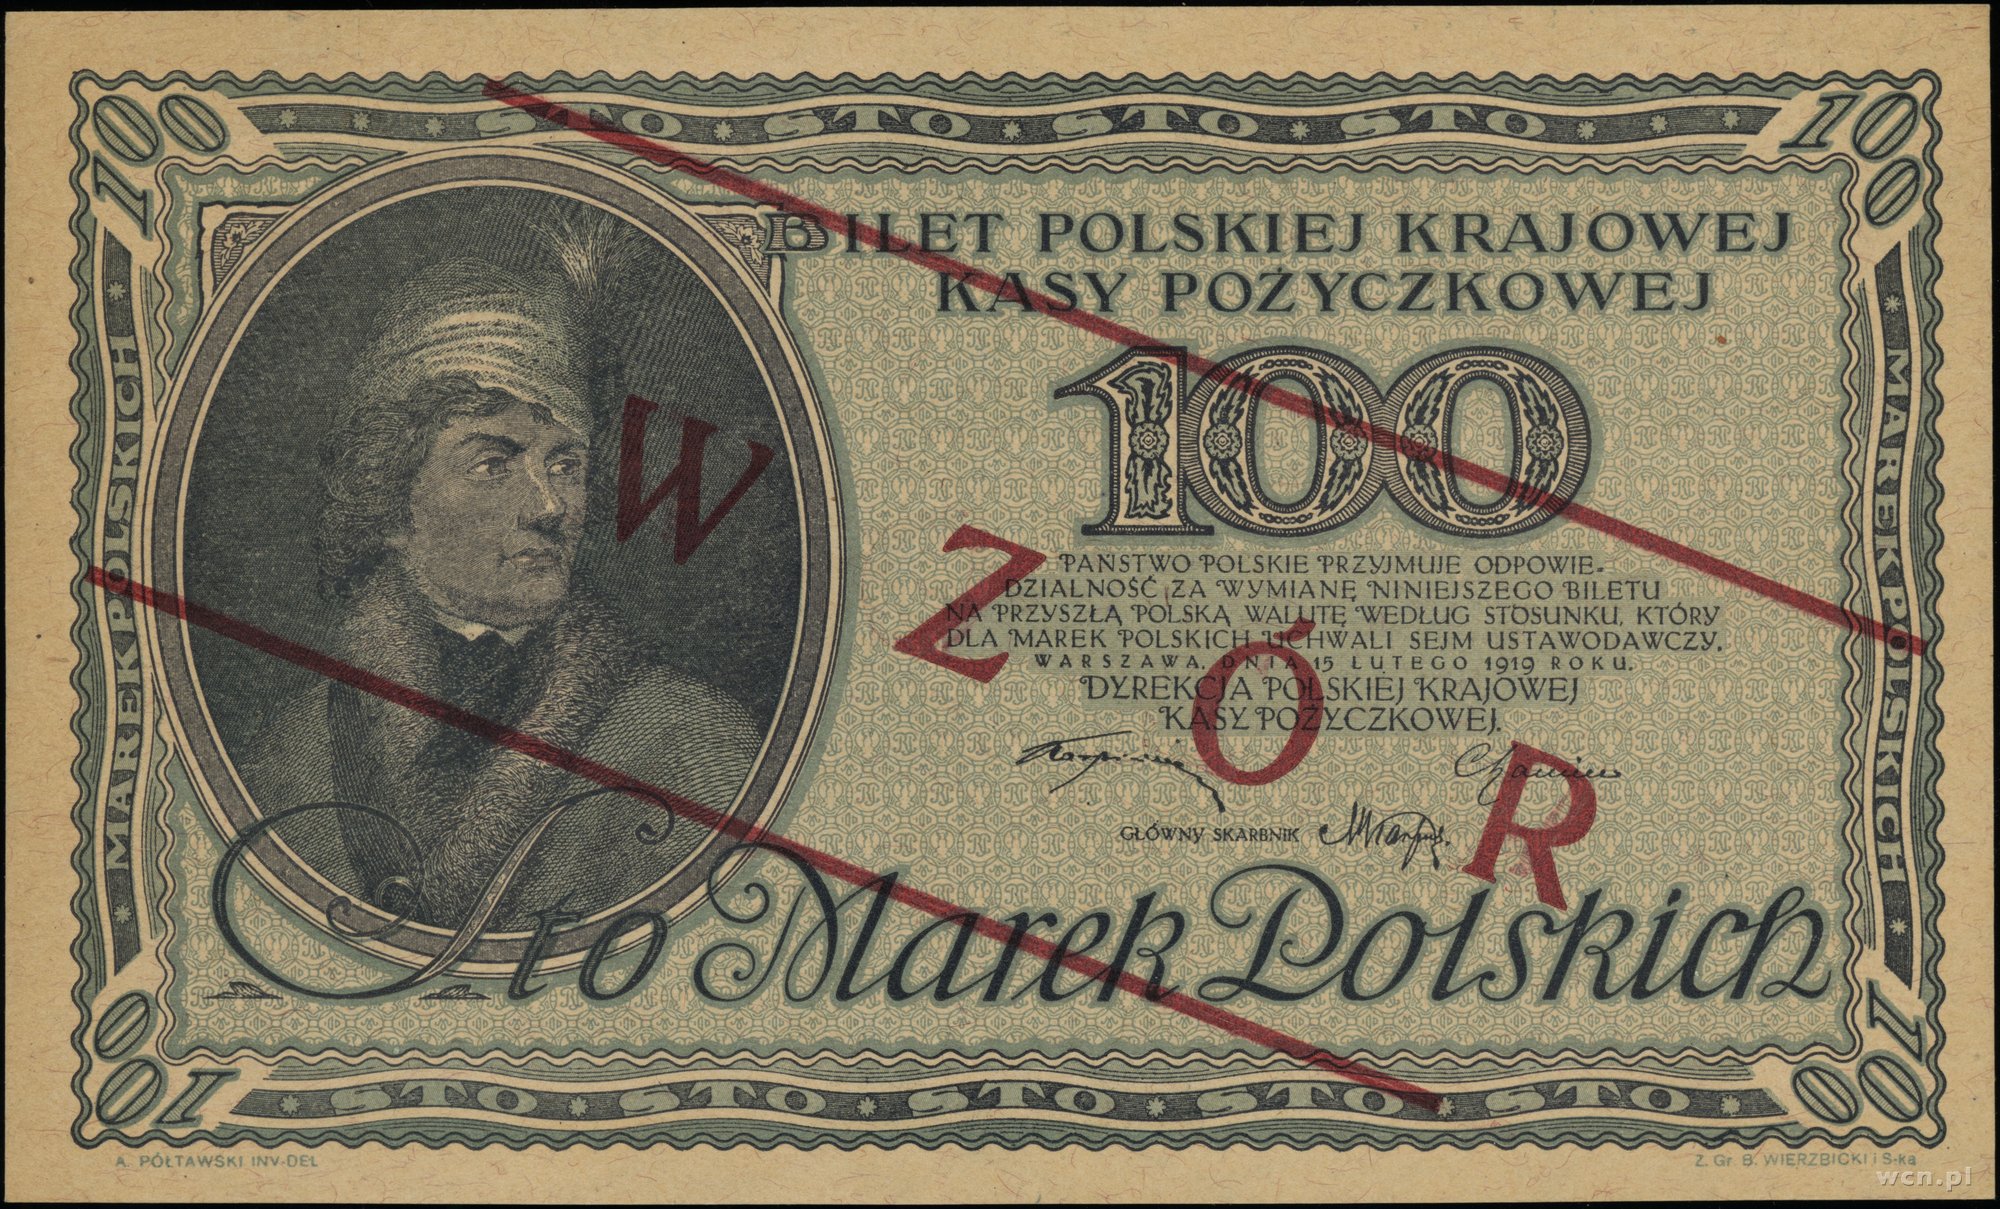 100
STO * STO * STO * STO * STO
100
BILET POLSKIEJ KRAJOWEJ
KASY POŻYCZKOWEJ
100
PAŃSTWO POLSKIE PRZYJMUJE ODPOWIE-
DZIALNOŚĆ ZA WYMIANĘ NINIEJSZEGO BILETU
NA PRZYSZŁĄ POLSKĄ WALUTĘ WEDŁUG STOSUNKU, KTÓRY
DLA MAREK POLSKICH UCHWALI SEJM USTAWODAWCZY.
WARSZAWA, DNIA 15 LUTEGO 1919 ROKU.
DYREKCJA POLSKIEJ KRAJOWEJ
KASY POŻYCZKOWEJ.
GŁÓWNY SKARBNIK
Sto Marek Polskich
WZÓR
MAREK POLSKICH
MAREK POLSKICH
100
STO * STO * STO * STO * STO
100
A. PÓŁTAWSKI INV-DEL
Z. Gr. B. WIERZBICKI i S-ka
wcn.pl